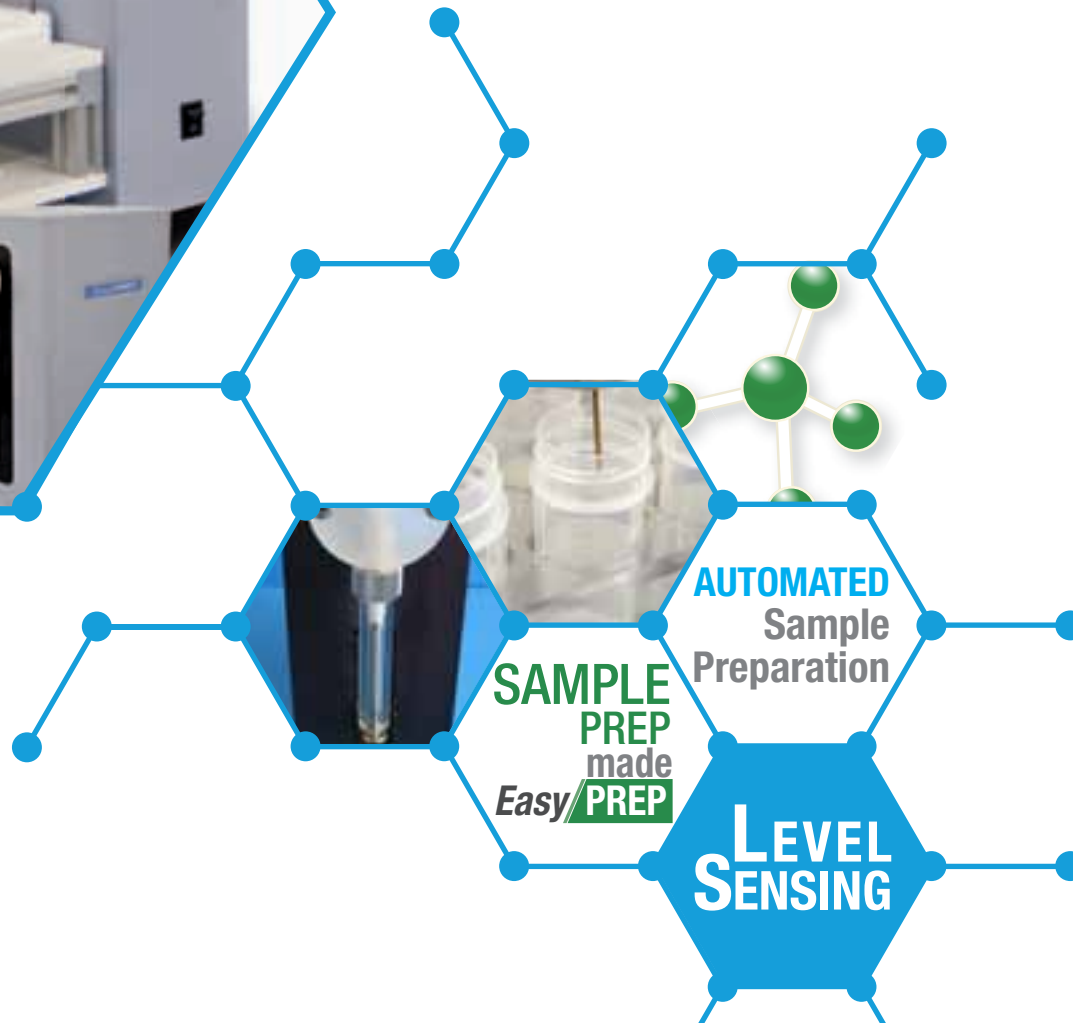 AUTOMATED
Sample
Preparation
SAMPLE
PREP
made
Easy PREP
LEVEL
SENSING